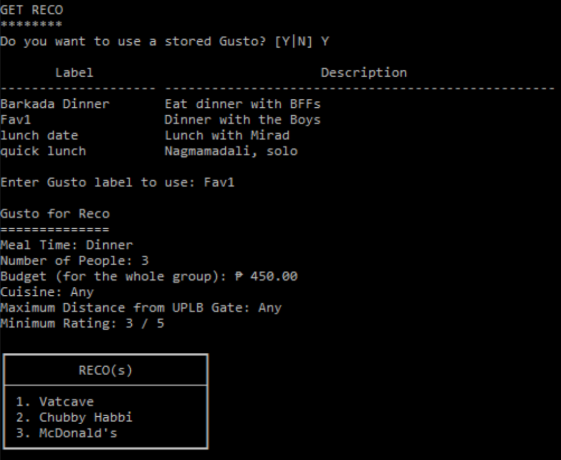 GET RECO
********
Do you want to use a stored Gusto? [Y|N] Y
Label Description
-------------------- --------------------------------------------------
Barkada Dinner Eat dinner with BFFs
Fav1 Dinner with the Boys
lunch date Lunch with Mirad
quick lunch Nagmamadali, solo
Enter Gusto label to use: Fav1
Gusto for Reco
==============
Meal Time: Dinner
Number of People: 3
Budget (for the whole group): ₱ 450.00
Cuisine: Any
Maximum Distance from UPLB Gate: Any
Minimum Rating: 3 / 5
RECO(s)
1. Vatcave
2. Chubby Habbi
3. McDonald's